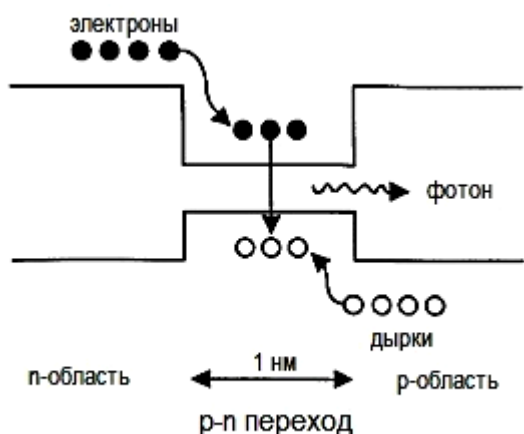 электроны
фотон
дырки
n-область
1 нм
p-область
p-n переход